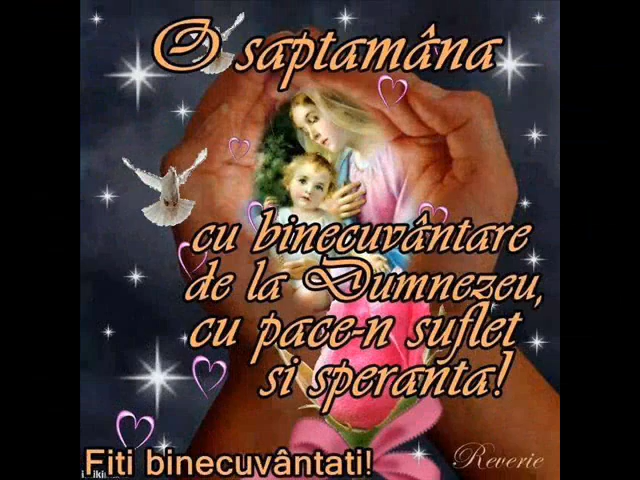 O saptamâna
cu binecuvântare
de la Dumnezeu,
cu pace-n suflet
si speranta!
Fiti binecuvântati!
Reverie